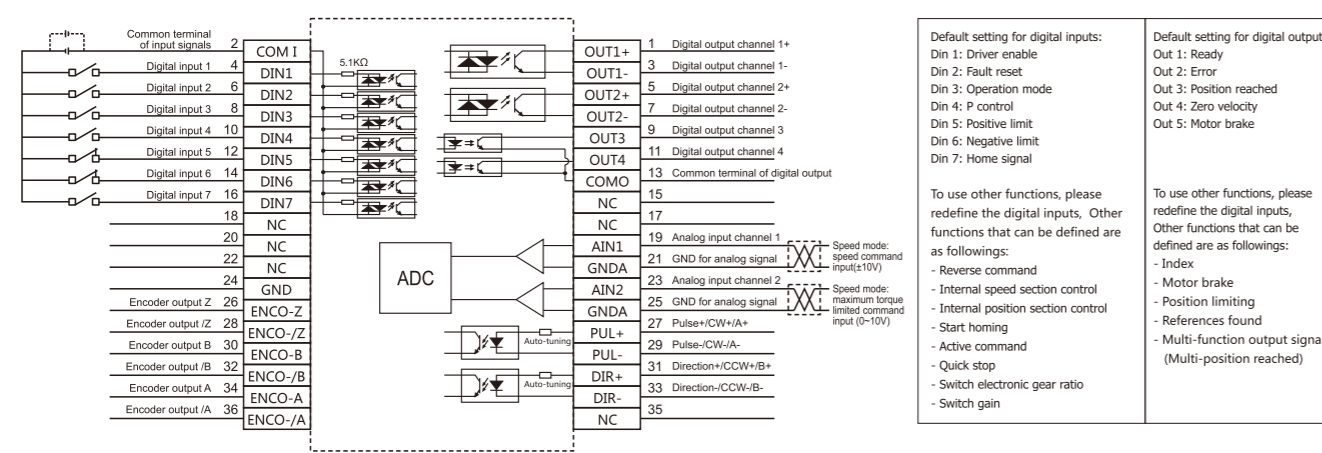 Common terminal
of input signals
2
COM I
Digital input 1
4
DIN1
Digital input 2
6
DIN2
Digital input 3
8
DIN3
Digital input 4
10
DIN4
Digital input 5
12
DIN5
Digital input 6
14
DIN6
Digital input 7
16
DIN7
18
NC
20
NC
22
NC
24
GND
Encoder output Z
26
ENCO-Z
Encoder output /Z
28
ENCO-/Z
Encoder output B
30
ENCO-B
Encoder output /B
32
ENCO-/B
Encoder output A
34
ENCO-A
Encoder output /A
36
ENCO-/A
5.1KΩ
ADC
Auto-tuning
Auto-tuning
OUT1+
1
Digital output channel 1+
OUT1-
3
Digital output channel 1-
OUT2+
5
Digital output channel 2+
OUT2-
7
Digital output channel 2-
OUT3
9
Digital output channel 3
OUT4
11
Digital output channel 4
COMO
13
Common terminal of digital output
NC
15
NC
17
AIN1
19
Analog input channel 1
GNDA
21
GND for analog signal
AIN2
23
Analog input channel 2
GNDA
25
GND for analog signal
PUL+
27
Pulse+/CW+/A+
PUL-
29
Pulse-/CW-/A-
DIR+
31
Direction+/CCW+/B+
DIR-
33
Direction-/CCW-/B-
NC
35
Speed mode:
speed command
input(±10V)
Speed mode:
maximum torque
limited command
input (0~10V)
Default setting for digital inputs:
Din 1: Driver enable
Din 2: Fault reset
Din 3: Operation mode
Din 4: P control
Din 5: Positive limit
Din 6: Negative limit
Din 7: Home signal
To use other functions, please
redefine the digital inputs, Other
functions that can be defined are
as followings:
- Reverse command
- Internal speed section control
- Internal position section control
- Start homing
- Active command
- Quick stop
- Switch electronic gear ratio
- Switch gain
Default setting for digital output
Out 1: Ready
Out 2: Error
Out 3: Position reached
Out 4: Zero velocity
Out 5: Motor brake
To use other functions, please
redefine the digital inputs,
Other functions that can be
defined are as followings:
- Index
- Motor brake
- Position limiting
- References found
- Multi-function output signa
(Multi-position reached)